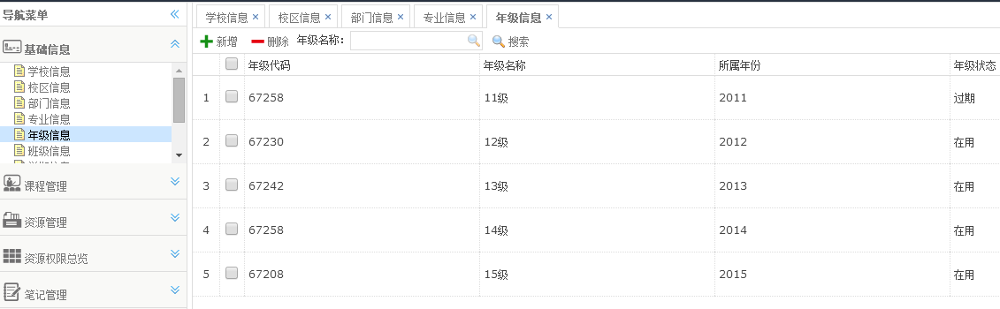 导航菜单
基础信息
学校信息
校区信息
部门信息
专业信息
年级信息
班级信息
课程管理
资源管理
资源权限总览
笔记管理
学校信息 校区信息 部门信息 专业信息 年级信息
新增 删除 年级名称: 搜索
年级代码 年级名称 所属年份 年级状态
1 67258 11级 2011 过期
2 67230 12级 2012 在用
3 67242 13级 2013 在用
4 67258 14级 2014 在用
5 67208 15级 2015 在用